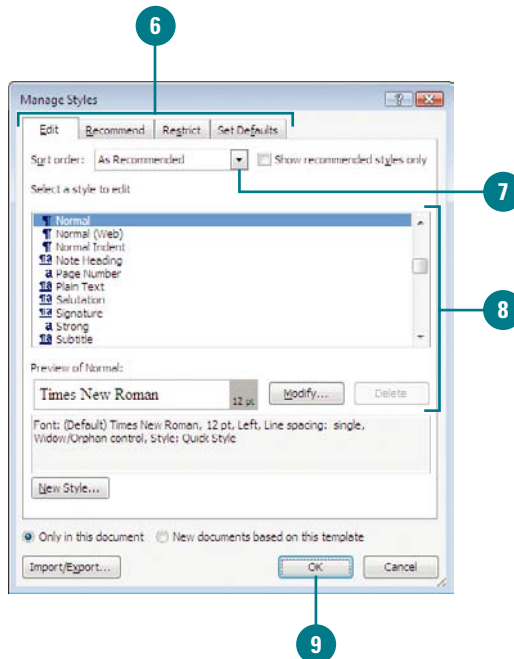 6
Manage Styles
Edit Recommend Restrict Set Defaults
Sort order: As Recommended Show recommended styles only
7
Select a style to edit
¶ Normal
¶ Normal (Web)
¶ Normal Indent
¶a Note Heading
a Page Number
¶a Plain Text
¶a Salutation
¶a Signature
a Strong
¶a Subtitle
8
Preview of Normal:
Times New Roman 12 pt Modify... Delete
Font: (Default) Times New Roman, 12 pt, Left, Line spacing: single,
Widow/Orphan control, Style: Quick Style
New Style...
Only in this document New documents based on this template
Import/Export... OK Cancel
9